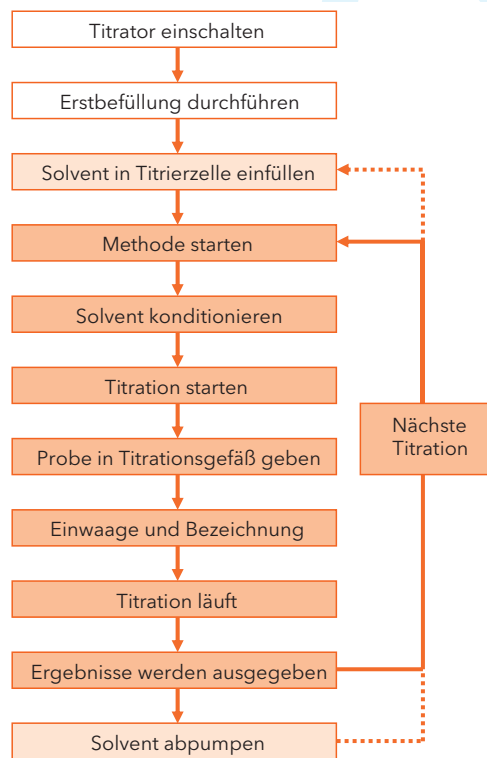 Titrator einschalten
Erstbefüllung durchführen
Solvent in Titrierzelle einfüllen
Methode starten
Solvent konditionieren
Titration starten
Probe in Titrationsgefäß geben
Einwaage und Bezeichnung
Titration läuft
Ergebnisse werden ausgegeben
Solvent abpumpen
Nächste
Titration